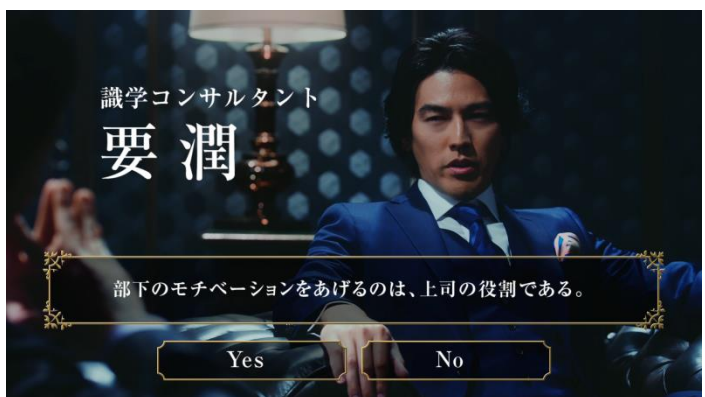 識学コンサルタント
要 潤
部下のモチベーションをあげるのは、上司の役割である。
Yes
No